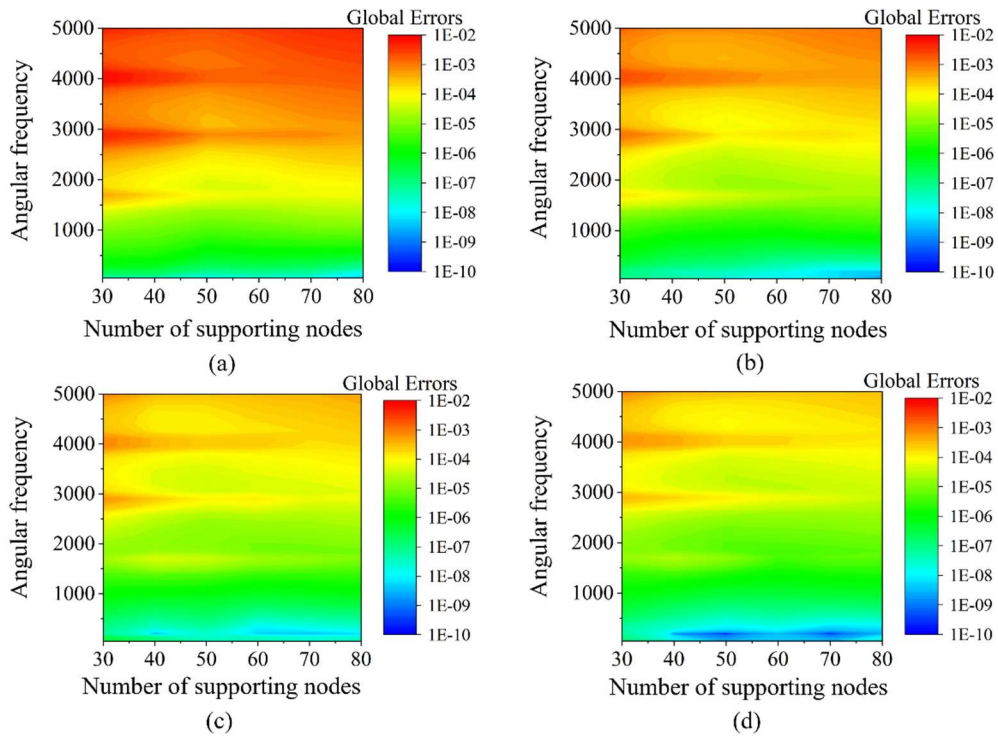 Global Errors
5000
4000
3000
2000
1000
Angular frequency
30 40 50 60 70 80
Number of supporting nodes
1E-02
1E-03
1E-04
1E-05
1E-06
1E-07
1E-08
1E-09
1E-10
(a)
Global Errors
5000
4000
3000
2000
1000
Angular frequency
30 40 50 60 70 80
Number of supporting nodes
1E-02
1E-03
1E-04
1E-05
1E-06
1E-07
1E-08
1E-09
1E-10
(b)
Global Errors
5000
4000
3000
2000
1000
Angular frequency
30 40 50 60 70 80
Number of supporting nodes
1E-02
1E-03
1E-04
1E-05
1E-06
1E-07
1E-08
1E-09
1E-10
(c)
Global Errors
5000
4000
3000
2000
1000
Angular frequency
30 40 50 60 70 80
Number of supporting nodes
1E-02
1E-03
1E-04
1E-05
1E-06
1E-07
1E-08
1E-09
1E-10
(d)